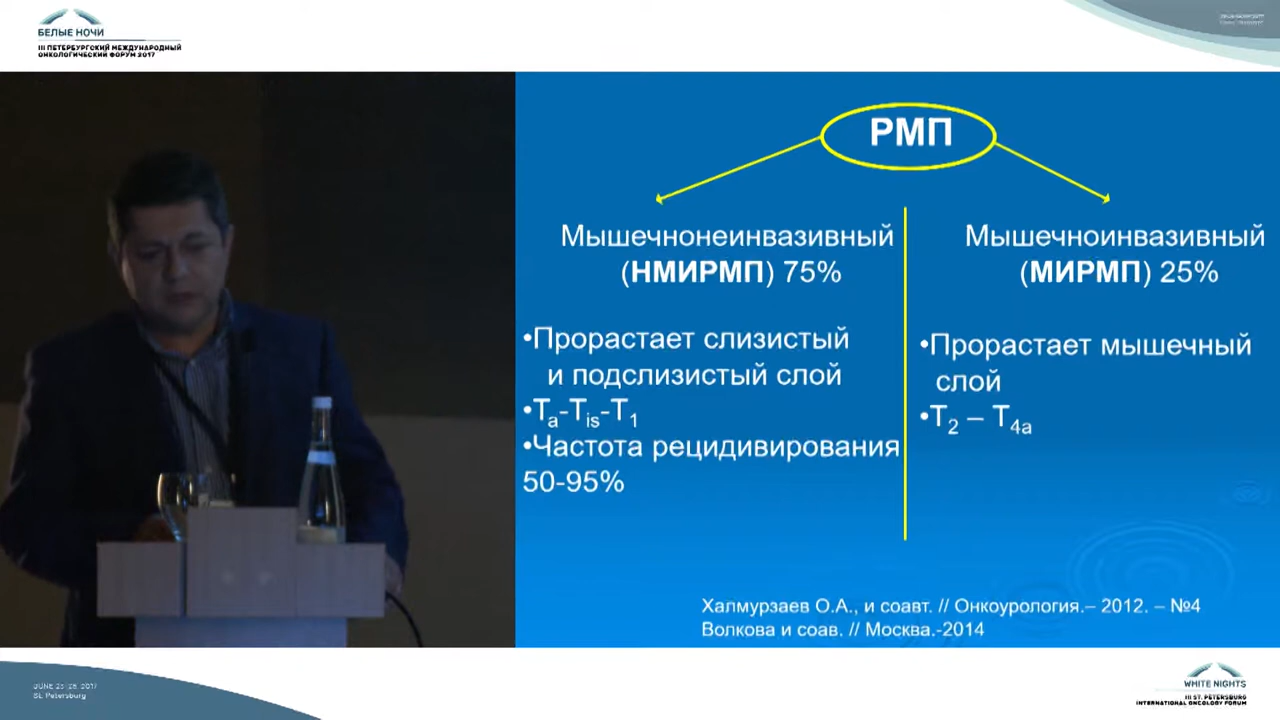 БЕЛЫЕ НОЧИ
III ПЕТЕРБУРГСКИЙ МЕЖДУНАРОДНЫЙ
ОНКОЛОГИЧЕСКИЙ ФОРУМ 2017
РМП
Мышечнонеинвазивный
(НМИРМП) 75%
•Прорастает слизистый
и подслизистый слой
•Ta-Tis-T1
•Частота рецидивирования
50-95%
Мышечноинвазивный
(МИРМП) 25%
•Прорастает мышечный
слой
•T2 – T4a
Халмурзаев О.А., и соавт. // Онкоурология.– 2012. – №4
Волкова и соав. // Москва.-2014
St. Petersburg
WHITE NIGHTS
III ST. PETERSBURG
INTERNATIONAL ONCOLOGY FORUM